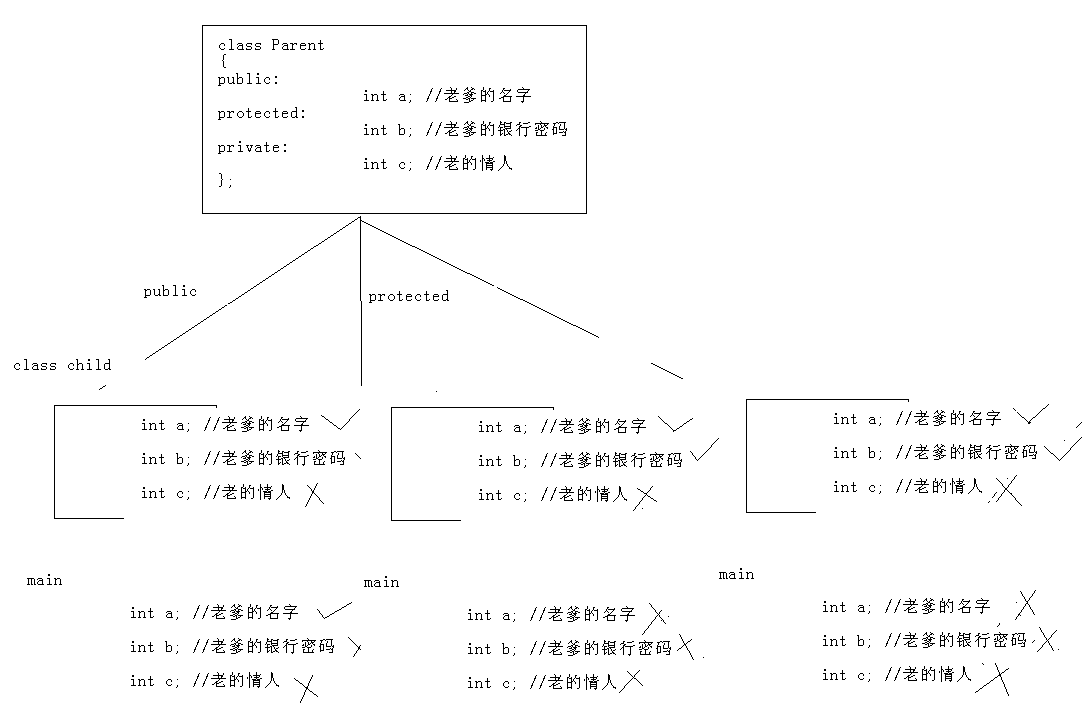 class Parent
{
public:
int a; //老爹的名字
protected:
int b; //老爹的银行密码
private:
int c; //老的情人
};
public
protected
class child
int a; //老爹的名字
int b; //老爹的银行密码
int c; //老的情人
int a; //老爹的名字
int b; //老爹的银行密码
int c; //老的情人
int a; //老爹的名字
int b; //老爹的银行密码
int c; //老的情人
main
int a; //老爹的名字
int b; //老爹的银行密码
int c; //老的情人
main
int a; //老爹的名字
int b; //老爹的银行密码
int c; //老的情人
main
int a; //老爹的名字
int b; //老爹的银行密码
int c; //老的情人